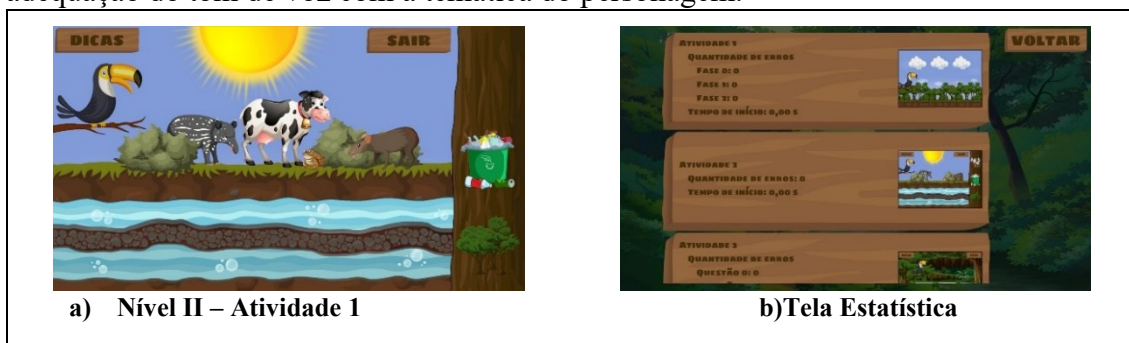 adequação do tom de voz com a temática do personagem.
DICAS
SAIR
ATIVIDADE 1
QUANTIDADE DE ERROS
FASE 0: 0
FASE 1: 0
FASE 2: 0
TEMPO DE INÍCIO: 0,00 S
VOLTAR
ATIVIDADE 2
QUANTIDADE DE ERROS: 0
TEMPO DE INÍCIO: 0,00 S
ATIVIDADE 3
QUANTIDADE DE ERROS
QUESTÃO 0: 0
a) Nível II – Atividade 1
b)Tela Estatística